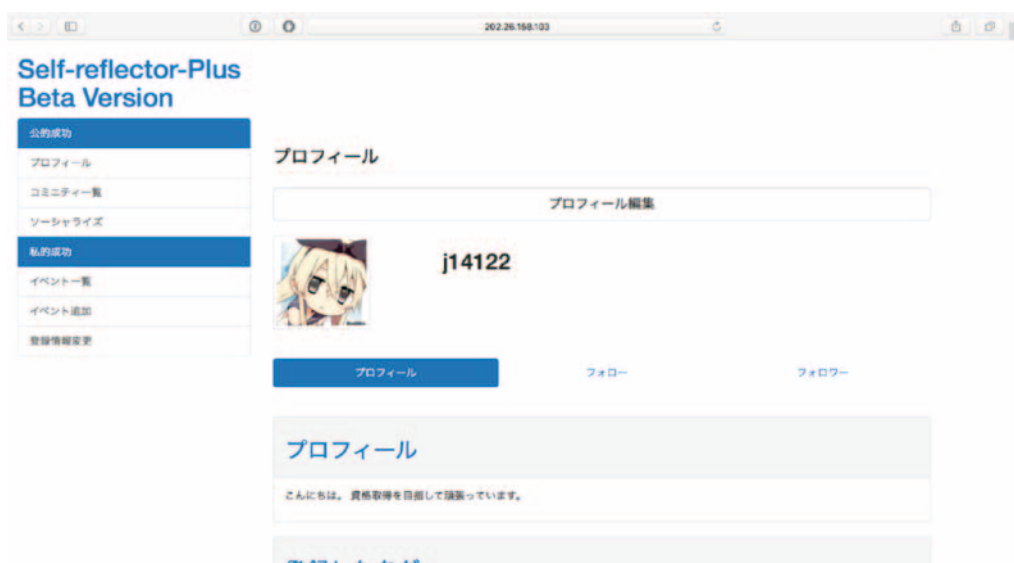 202.26.158.103
Self-reflector-Plus
Beta Version
公的成功
プロフィール
コミニティ一覧
ソーシャライズ
私的成功
イベント一覧
イベント追加
登録情報変更
プロフィール
プロフィール編集
j14122
プロフィール
フォロー
フォロワー
プロフィール
こんにちは。 資格取得を目指して頑張っています。